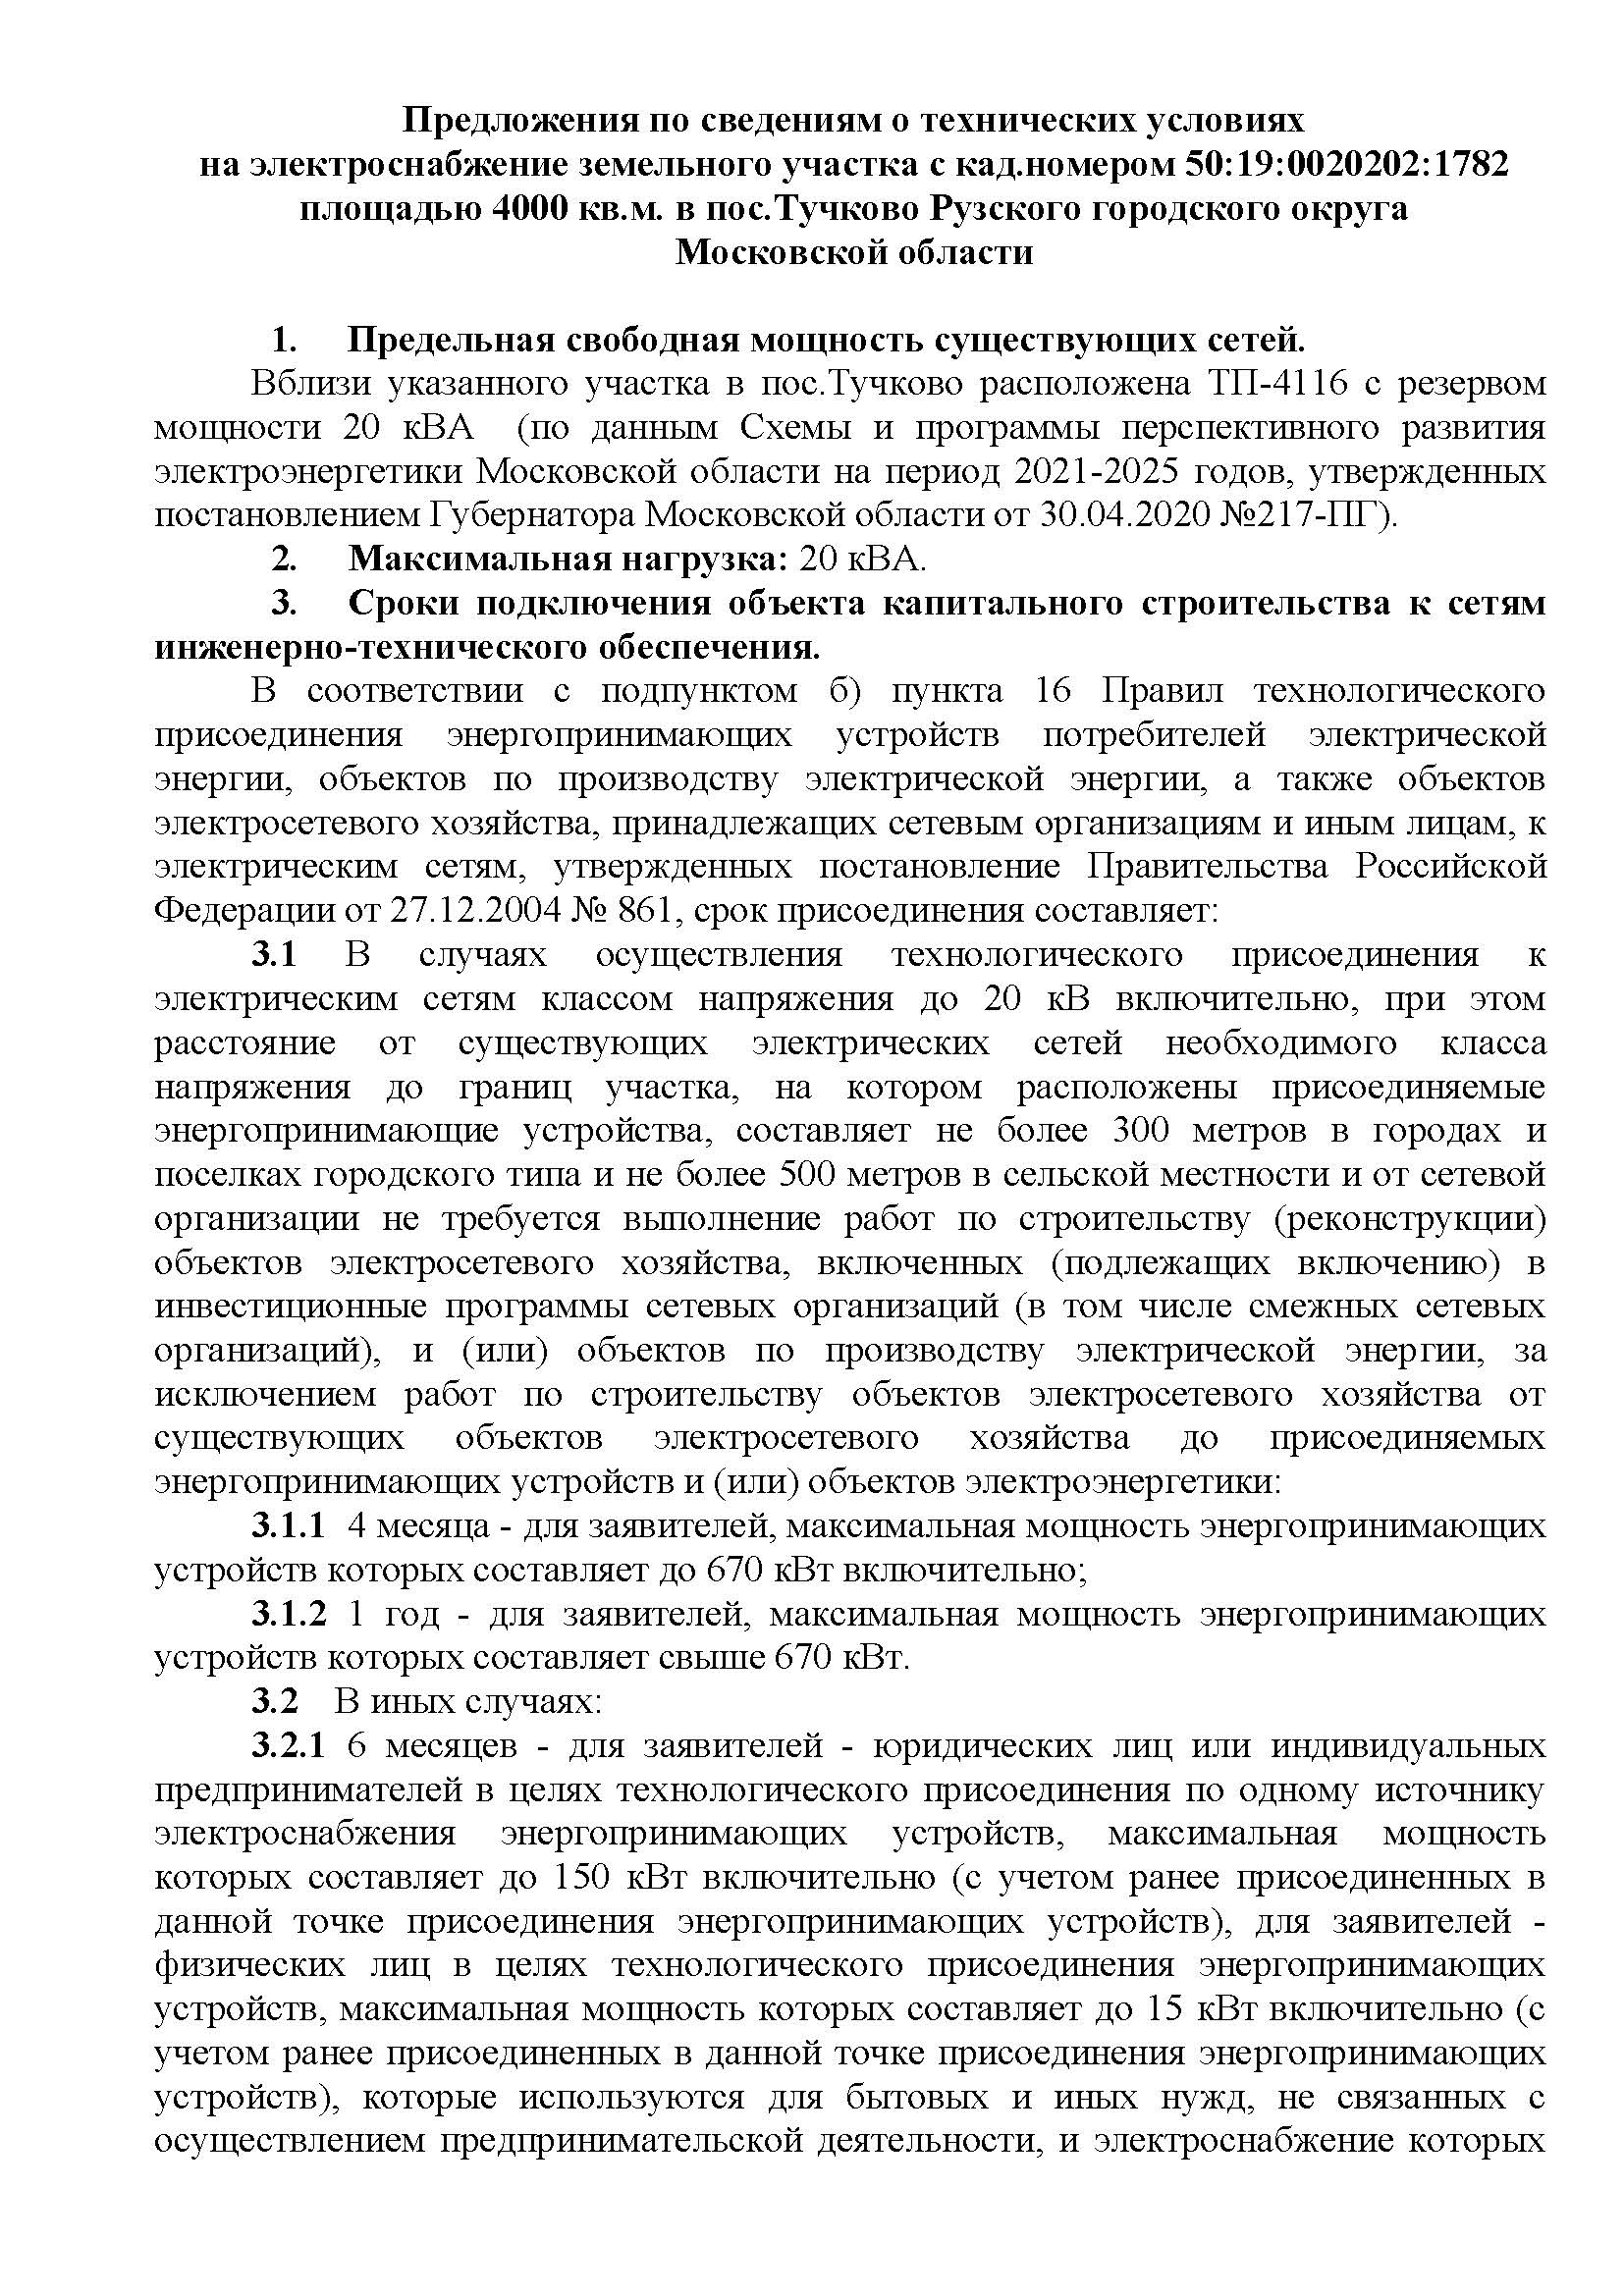 Предложения по сведениям о технических условиях
на электроснабжение земельного участка с кад.номером 50:19:0020202:1782
площадью 4000 кв.м. в пос.Тучково Рузского городского округа
Московской области
1. Предельная свободная мощность существующих сетей.
Вблизи указанного участка в пос.Тучково расположена ТП-4116 с резервом
мощности 20 кВА (по данным Схемы и программы перспективного развития
электроэнергетики Московской области на период 2021-2025 годов, утвержденных
постановлением Губернатора Московской области от 30.04.2020 №217-ПГ).
2. Максимальная нагрузка: 20 кВА.
3. Сроки подключения объекта капитального строительства к сетям
инженерно-технического обеспечения.
В соответствии с подпунктом б) пункта 16 Правил технологического
присоединения энергопринимающих устройств потребителей электрической
энергии, объектов по производству электрической энергии, а также объектов
электросетевого хозяйства, принадлежащих сетевым организациям и иным лицам, к
электрическим сетям, утвержденных постановление Правительства Российской
Федерации от 27.12.2004 № 861, срок присоединения составляет:
3.1 В случаях осуществления технологического присоединения к
электрическим сетям классом напряжения до 20 кВ включительно, при этом
расстояние от существующих электрических сетей необходимого класса
напряжения до границ участка, на котором расположены присоединяемые
энергопринимающие устройства, составляет не более 300 метров в городах и
поселках городского типа и не более 500 метров в сельской местности и от сетевой
организации не требуется выполнение работ по строительству (реконструкции)
объектов электросетевого хозяйства, включенных (подлежащих включению) в
инвестиционные программы сетевых организаций (в том числе смежных сетевых
организаций), и (или) объектов по производству электрической энергии, за
исключением работ по строительству объектов электросетевого хозяйства от
существующих объектов электросетевого хозяйства до присоединяемых
энергопринимающих устройств и (или) объектов электроэнергетики:
3.1.1 4 месяца - для заявителей, максимальная мощность энергопринимающих
устройств которых составляет до 670 кВт включительно;
3.1.2 1 год - для заявителей, максимальная мощность энергопринимающих
устройств которых составляет свыше 670 кВт.
3.2 В иных случаях:
3.2.1 6 месяцев - для заявителей - юридических лиц или индивидуальных
предпринимателей в целях технологического присоединения по одному источнику
электроснабжения энергопринимающих устройств, максимальная мощность
которых составляет до 150 кВт включительно (с учетом ранее присоединенных в
данной точке присоединения энергопринимающих устройств), для заявителей -
физических лиц в целях технологического присоединения энергопринимающих
устройств, максимальная мощность которых составляет до 15 кВт включительно (с
учетом ранее присоединенных в данной точке присоединения энергопринимающих
устройств), которые используются для бытовых и иных нужд, не связанных с
осуществлением предпринимательской деятельности, и электроснабжение которых